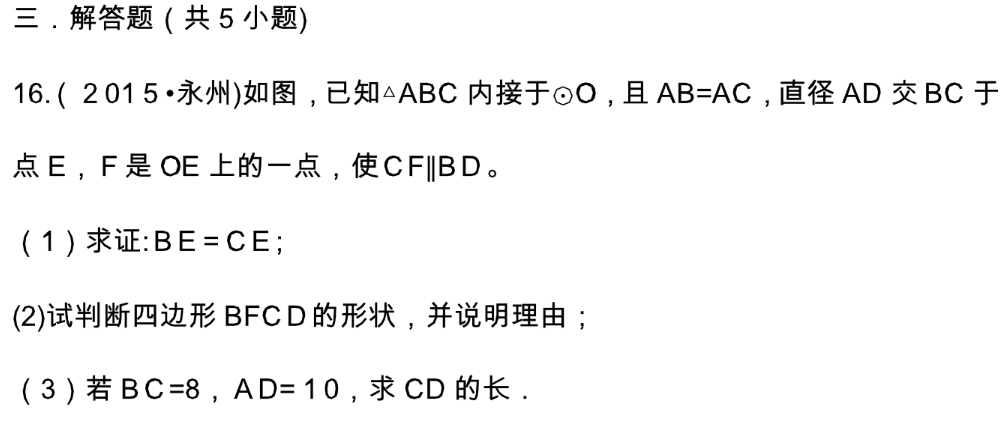 三．解答题（共5小题)
16.( 2015•永州)如图，已知△ABC 内接于⊙O，且 AB=AC，直径 AD 交 BC 于
点 E， F 是 OE 上的一点，使CF∥BD。
（1）求证:BE=CE;
(2)试判断四边形 BFCD的形状，并说明理由；
（3）若BC=8， AD=10，求 CD 的长．